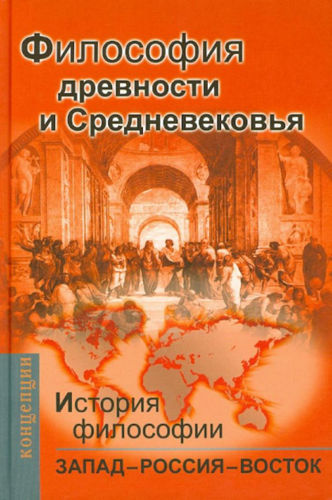 Философия
древности
и Средневековья
концепции
История
философии
ЗАПАД–РОССИЯ–ВОСТОК